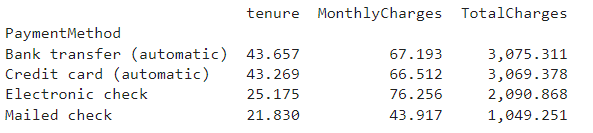 tenure MonthlyCharges TotalCharges
PaymentMethod
Bank transfer (automatic) 43.657 67.193 3,075.311
Credit card (automatic) 43.269 66.512 3,069.378
Electronic check 25.175 76.256 2,090.868
Mailed check 21.830 43.917 1,049.251